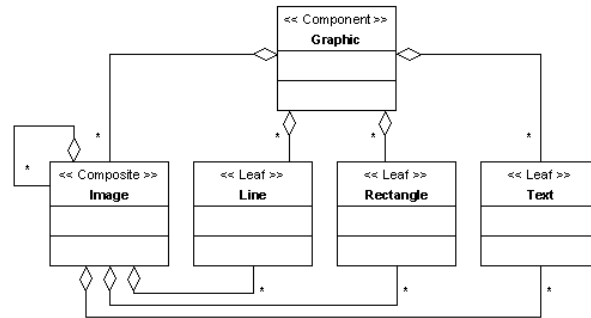 << Component >>
Graphic
*
*
*
*
*
<< Composite >>
Image
<< Leaf >>
Line
<< Leaf >>
Rectangle
<< Leaf >>
Text
*
*
*